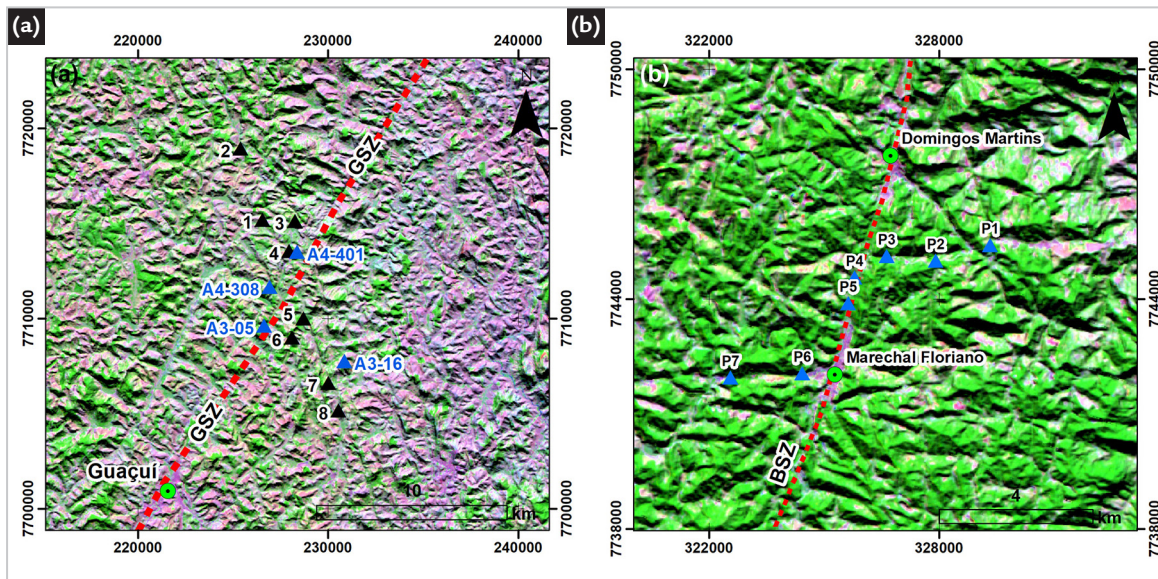 (a)
220000
230000
240000
(a)
N
7720000
7720000
GSZ
2
1
3
4
A4-401
A4-308
7710000
7710000
5
A3-05
6
A3-16
7
8
GSZ
Guaçuí
10
km
7700000
7700000
220000
230000
240000
(b)
322000
328000
7750000
7750000
(b)
Domingos Martins
P1
P3
P2
P4
P5
7744000
7744000
Marechal Floriano
P6
P7
BSZ
4
km
7738000
7738000
322000
328000